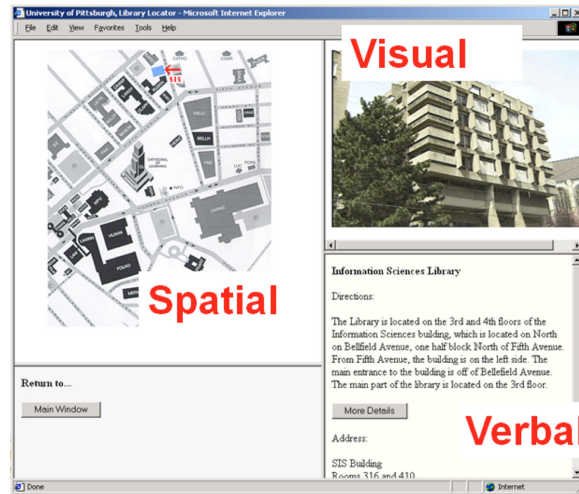 University of Pittsburgh, Library Locator - Microsoft Internet Explorer
File Edit View Favorites Tools Help
SIS
CATHEDRAL
OF
LEARNING
INFO
BELLH
Spatial
Return to...
Main Window
Visual
Information Sciences Library
Directions:
The Library is located on the 3rd and 4th floors of the
Information Sciences building, which is located on North
on Bellfield Avenue, one half block North of Fifth Avenue.
From Fifth Avenue, the building is on the left side. The
main entrance to the building is off of Bellefield Avenue.
The main part of the library is located on the 3rd floor.
More Details
Verbal
Address:
SIS Building
Rooms 316 and 410
Done
Internet